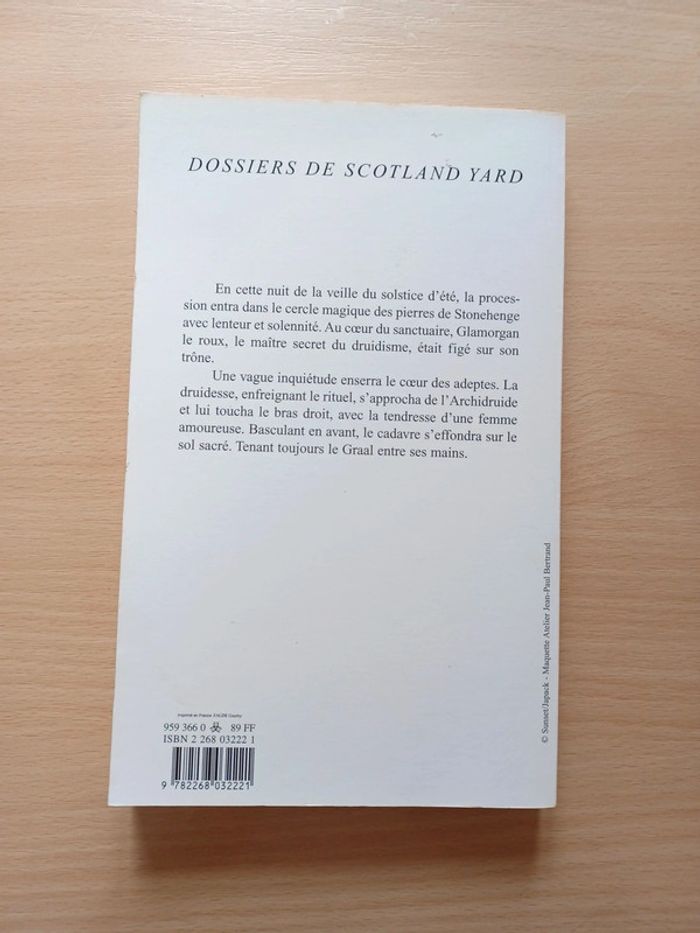 DOSSIERS DE SCOTLAND YARD
En cette nuit de la veille du solstice d’été, la proces-
sion entra dans le cercle magique des pierres de Stonehenge
avec lenteur et solennité. Au cœur du sanctuaire, Glamorgan
le roux, le maître secret du druidisme, était figé sur son
trône.
Une vague inquiétude enserra le cœur des adeptes. La
druidesse, enfreignant le rituel, s’approcha de l’Archidruide
et lui toucha le bras droit, avec la tendresse d’une femme
amoureuse. Basculant en avant, le cadavre s’effondra sur le
sol sacré. Tenant toujours le Graal entre ses mains.
© Sunset/Japack - Maquette Atelier Jean-Paul Bertrand
Imprimé en France
959 366 0 89 FF
ISBN 2 268 03222 1
9 782268 032221